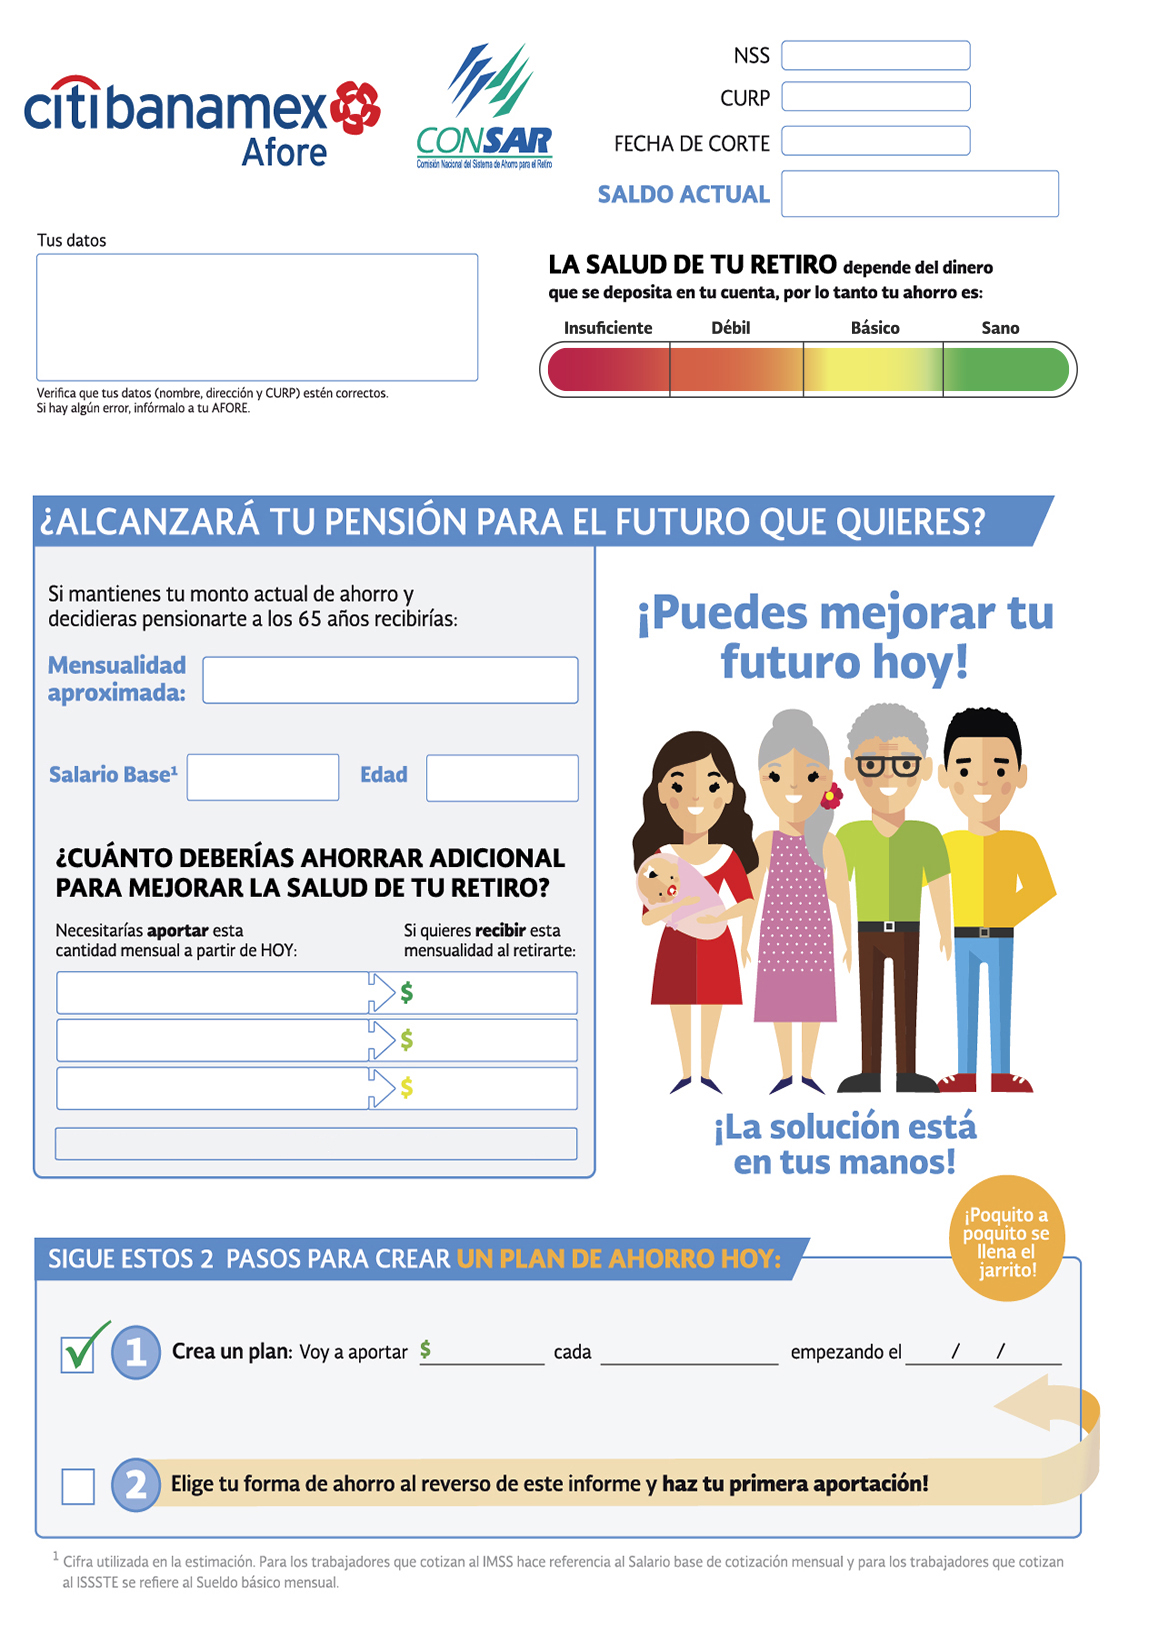 citibanamex
Afore
CONSAR
Comisión Nacional del Sistema de Ahorro para el Retiro
NSS
CURP
FECHA DE CORTE
SALDO ACTUAL
Tus datos
Verifica que tus datos (nombre, dirección y CURP) estén correctos.
Si hay algún error, infórmalo a tu AFORE.
LA SALUD DE TU RETIRO depende del dinero
que se deposita en tu cuenta, por lo tanto tu ahorro es:
Insuficiente Débil Básico Sano
¿ALCANZARÁ TU PENSIÓN PARA EL FUTURO QUE QUIERES?
Si mantienes tu monto actual de ahorro y
decidieras pensionarte a los 65 años recibirías:
Mensualidad
aproximada:
Salario Base¹ Edad
¿CUÁNTO DEBERÍAS AHORRAR ADICIONAL
PARA MEJORAR LA SALUD DE TU RETIRO?
Necesitarías aportar esta
cantidad mensual a partir de HOY:
Si quieres recibir esta
mensualidad al retirarte:
$
$
$
¡Puedes mejorar tu
futuro hoy!
¡La solución está
en tus manos!
¡Poquito a
poquito se
llena el
jarrito!
SIGUE ESTOS 2 PASOS PARA CREAR UN PLAN DE AHORRO HOY:
1 Crea un plan: Voy a aportar $ cada empezando el / /
2 Elige tu forma de ahorro al reverso de este informe y haz tu primera aportación!
1 Cifra utilizada en la estimación. Para los trabajadores que cotizan al IMSS hace referencia al Salario base de cotización mensual y para los trabajadores que cotizan
al ISSSTE se refiere al Sueldo básico mensual.